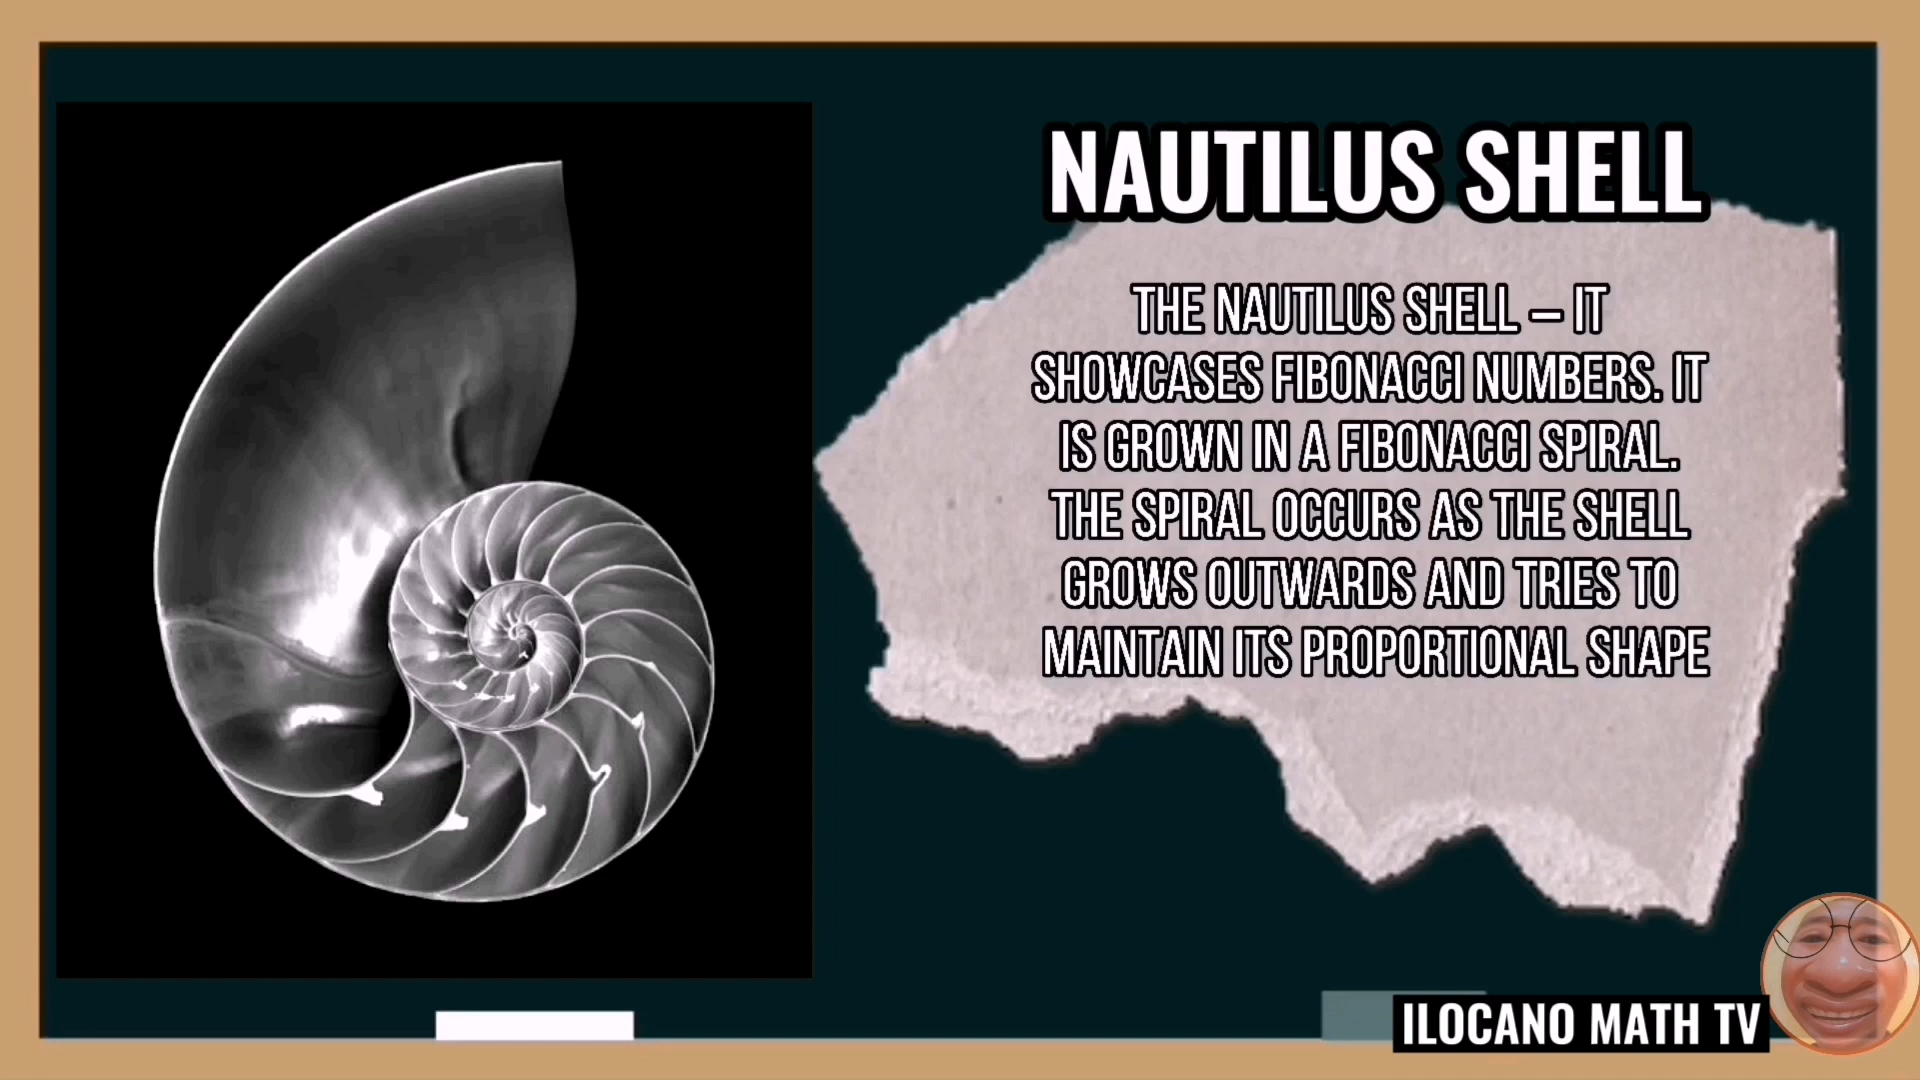 NAUTILUS SHELL
THE NAUTILUS SHELL – IT
SHOWCASES FIBONACCI NUMBERS. IT
IS GROWN IN A FIBONACCI SPIRAL.
THE SPIRAL OCCURS AS THE SHELL
GROWS OUTWARDS AND TRIES TO
MAINTAIN ITS PROPORTIONAL SHAPE
ILOCANO MATH TV